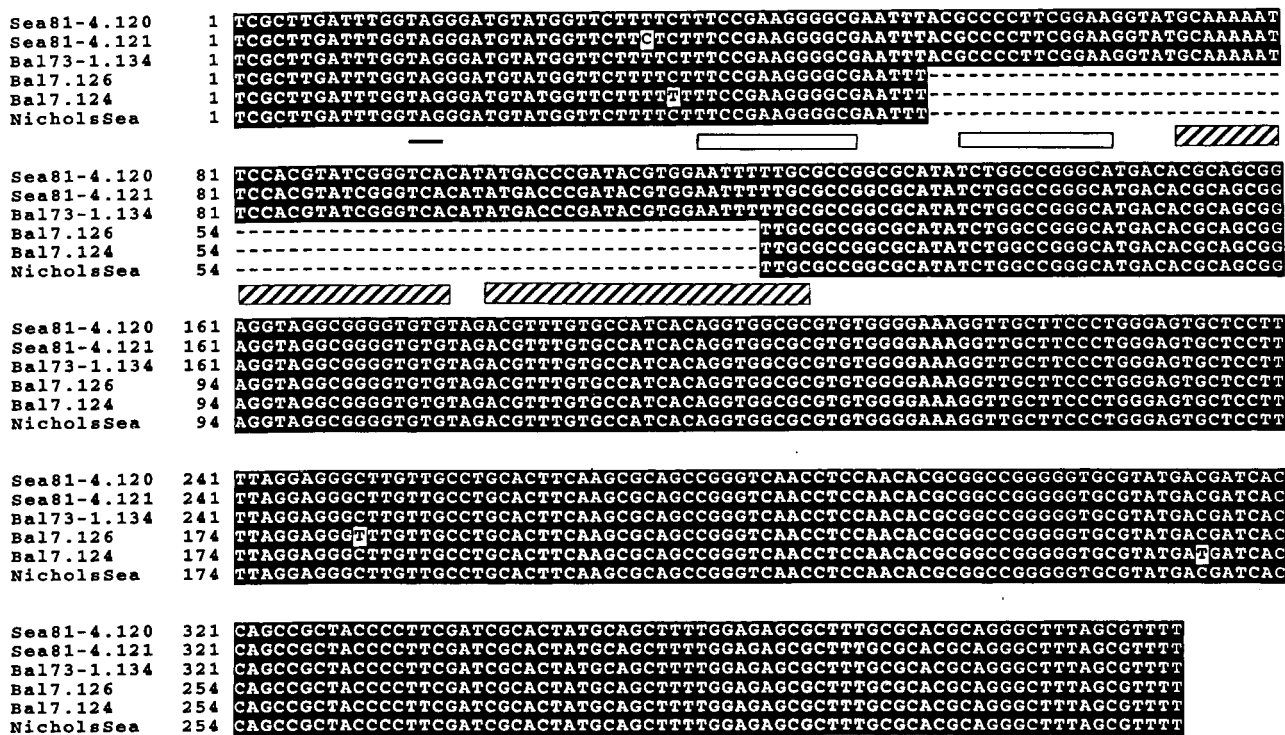 Sea81-4.120 1 TCGCTTGATTTGGTAGGGATGTATGGTTCTTTTCTTTCCGAAGGGGCGAATTTACGCCCCTTCGGAAGGTATGCAAAAAT
Sea81-4.121 1 TCGCTTGATTTGGTAGGGATGTATGGTTCTTCTCTTTCCGAAGGGGCGAATTTACGCCCCTTCGGAAGGTATGCAAAAAT
Bal73-1.134 1 TCGCTTGATTTGGTAGGGATGTATGGTTCTTTTCTTTCCGAAGGGGCGAATTTACGCCCCTTCGGAAGGTATGCAAAAAT
Bal7.126 1 TCGCTTGATTTGGTAGGGATGTATGGTTCTTTTCTTTCCGAAGGGGCGAATTT---------------------------
Bal7.124 1 TCGCTTGATTTGGTAGGGATGTATGGTTCTTTTTTTTCCGAAGGGGCGAATTT---------------------------
NicholsSea 1 TCGCTTGATTTGGTAGGGATGTATGGTTCTTTTCTTTCCGAAGGGGCGAATTT---------------------------
Sea81-4.120 81 TCCACGTATCGGGTCACATATGACCCGATACGTGGAATTTTTGCGCCGGCGCATATCTGGCCGGGCATGACACGCAGCGG
Sea81-4.121 81 TCCACGTATCGGGTCACATATGACCCGATACGTGGAATTTTTGCGCCGGCGCATATCTGGCCGGGCATGACACGCAGCGG
Bal73-1.134 81 TCCACGTATCGGGTCACATATGACCCGATACGTGGAATTTTTGCGCCGGCGCATATCTGGCCGGGCATGACACGCAGCGG
Bal7.126 54 ----------------------------------------TTGCGCCGGCGCATATCTGGCCGGGCATGACACGCAGCGG
Bal7.124 54 ----------------------------------------TTGCGCCGGCGCATATCTGGCCGGGCATGACACGCAGCGG
NicholsSea 54 ----------------------------------------TTGCGCCGGCGCATATCTGGCCGGGCATGACACGCAGCGG
Sea81-4.120 161 AGGTAGGCGGGGTGTGTAGACGTTTGTGCCATCACAGGTGGCGCGTGTGGGGAAAGGTTGCTTCCCTGGGAGTGCTCCTT
Sea81-4.121 161 AGGTAGGCGGGGTGTGTAGACGTTTGTGCCATCACAGGTGGCGCGTGTGGGGAAAGGTTGCTTCCCTGGGAGTGCTCCTT
Bal73-1.134 161 AGGTAGGCGGGGTGTGTAGACGTTTGTGCCATCACAGGTGGCGCGTGTGGGGAAAGGTTGCTTCCCTGGGAGTGCTCCTT
Bal7.126 94 AGGTAGGCGGGGTGTGTAGACGTTTGTGCCATCACAGGTGGCGCGTGTGGGGAAAGGTTGCTTCCCTGGGAGTGCTCCTT
Bal7.124 94 AGGTAGGCGGGGTGTGTAGACGTTTGTGCCATCACAGGTGGCGCGTGTGGGGAAAGGTTGCTTCCCTGGGAGTGCTCCTT
NicholsSea 94 AGGTAGGCGGGGTGTGTAGACGTTTGTGCCATCACAGGTGGCGCGTGTGGGGAAAGGTTGCTTCCCTGGGAGTGCTCCTT
Sea81-4.120 241 TTAGGAGGGCTTGTTGCCTGCACTTCAAGCGCAGCCGGGTCAACCTCCAACACGCGGCCGGGGGTGCGTATGACGATCAC
Sea81-4.121 241 TTAGGAGGGCTTGTTGCCTGCACTTCAAGCGCAGCCGGGTCAACCTCCAACACGCGGCCGGGGGTGCGTATGACGATCAC
Bal73-1.134 241 TTAGGAGGGCTTGTTGCCTGCACTTCAAGCGCAGCCGGGTCAACCTCCAACACGCGGCCGGGGGTGCGTATGACGATCAC
Bal7.126 174 TTAGGAGGGTTTGTTGCCTGCACTTCAAGCGCAGCCGGGTCAACCTCCAACACGCGGCCGGGGGTGCGTATGACGATCAC
Bal7.124 174 TTAGGAGGGCTTGTTGCCTGCACTTCAAGCGCAGCCGGGTCAACCTCCAACACGCGGCCGGGGGTGCGTATGATGATCAC
NicholsSea 174 TTAGGAGGGCTTGTTGCCTGCACTTCAAGCGCAGCCGGGTCAACCTCCAACACGCGGCCGGGGGTGCGTATGACGATCAC
Sea81-4.120 321 CAGCCGCTACCCCTTCGATCGCACTATGCAGCTTTTGGAGAGCGCTTTGCGCACGCAGGGCTTTAGCGTTTT
Sea81-4.121 321 CAGCCGCTACCCCTTCGATCGCACTATGCAGCTTTTGGAGAGCGCTTTGCGCACGCAGGGCTTTAGCGTTTT
Bal73-1.134 321 CAGCCGCTACCCCTTCGATCGCACTATGCAGCTTTTGGAGAGCGCTTTGCGCACGCAGGGCTTTAGCGTTTT
Bal7.126 254 CAGCCGCTACCCCTTCGATCGCACTATGCAGCTTTTGGAGAGCGCTTTGCGCACGCAGGGCTTTAGCGTTTT
Bal7.124 254 CAGCCGCTACCCCTTCGATCGCACTATGCAGCTTTTGGAGAGCGCTTTGCGCACGCAGGGCTTTAGCGTTTT
NicholsSea 254 CAGCCGCTACCCCTTCGATCGCACTATGCAGCTTTTGGAGAGCGCTTTGCGCACGCAGGGCTTTAGCGTTTT